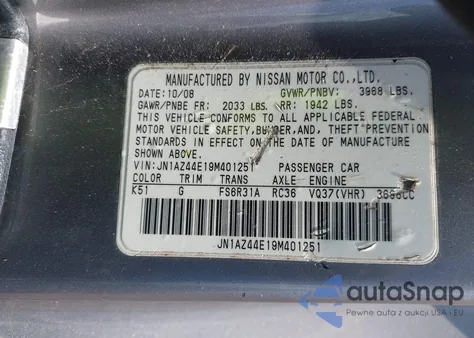 MANUFACTURED BY NISSAN MOTOR CO.,LTD.
DATE:10/08 GVWR/PNBV: 3968 LBS.
GAWR/PNBE FR: 2033 LBS. RR: 1942 LBS.
THIS VEHICLE CONFORMS TO ALL APPLICABLE FEDERAL
MOTOR VEHICLE SAFETY,BUMPER,AND, THEFT PREVENTION
STANDARDS IN EFFECT ON THE DATE OF MANUFACTURE
SHOWN ABOVE.
VIN:JN1AZ44E19M401251 PASSENGER CAR
COLOR TRIM TRANS AXLE ENGINE
K51 G FS6R31A RC36 VQ37(VHR) 3696CC
JN1AZ44E19M401251
autoSnap
Pewne auta z aukcji USA i EU